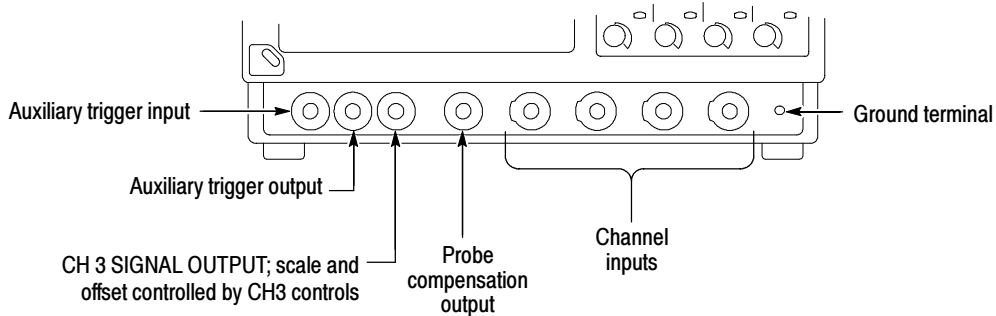 Auxiliary trigger input
Ground terminal
Auxiliary trigger output
CH 3 SIGNAL OUTPUT; scale and
offset controlled by CH3 controls
Probe
compensation
output
Channel
inputs